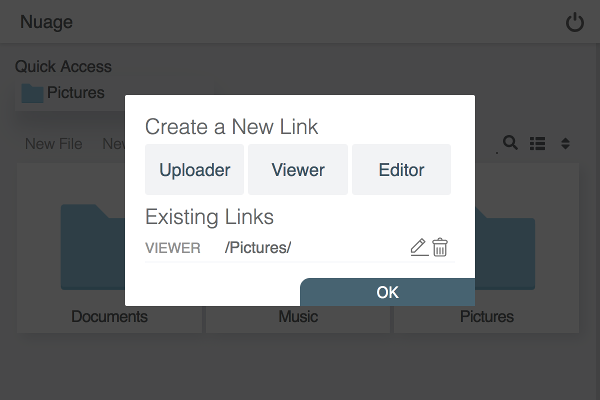 Nuage
Quick Access
Pictures
New File
Create a New Link
Uploader Viewer Editor
Existing Links
VIEWER /Pictures/
OK
Documents Music Pictures